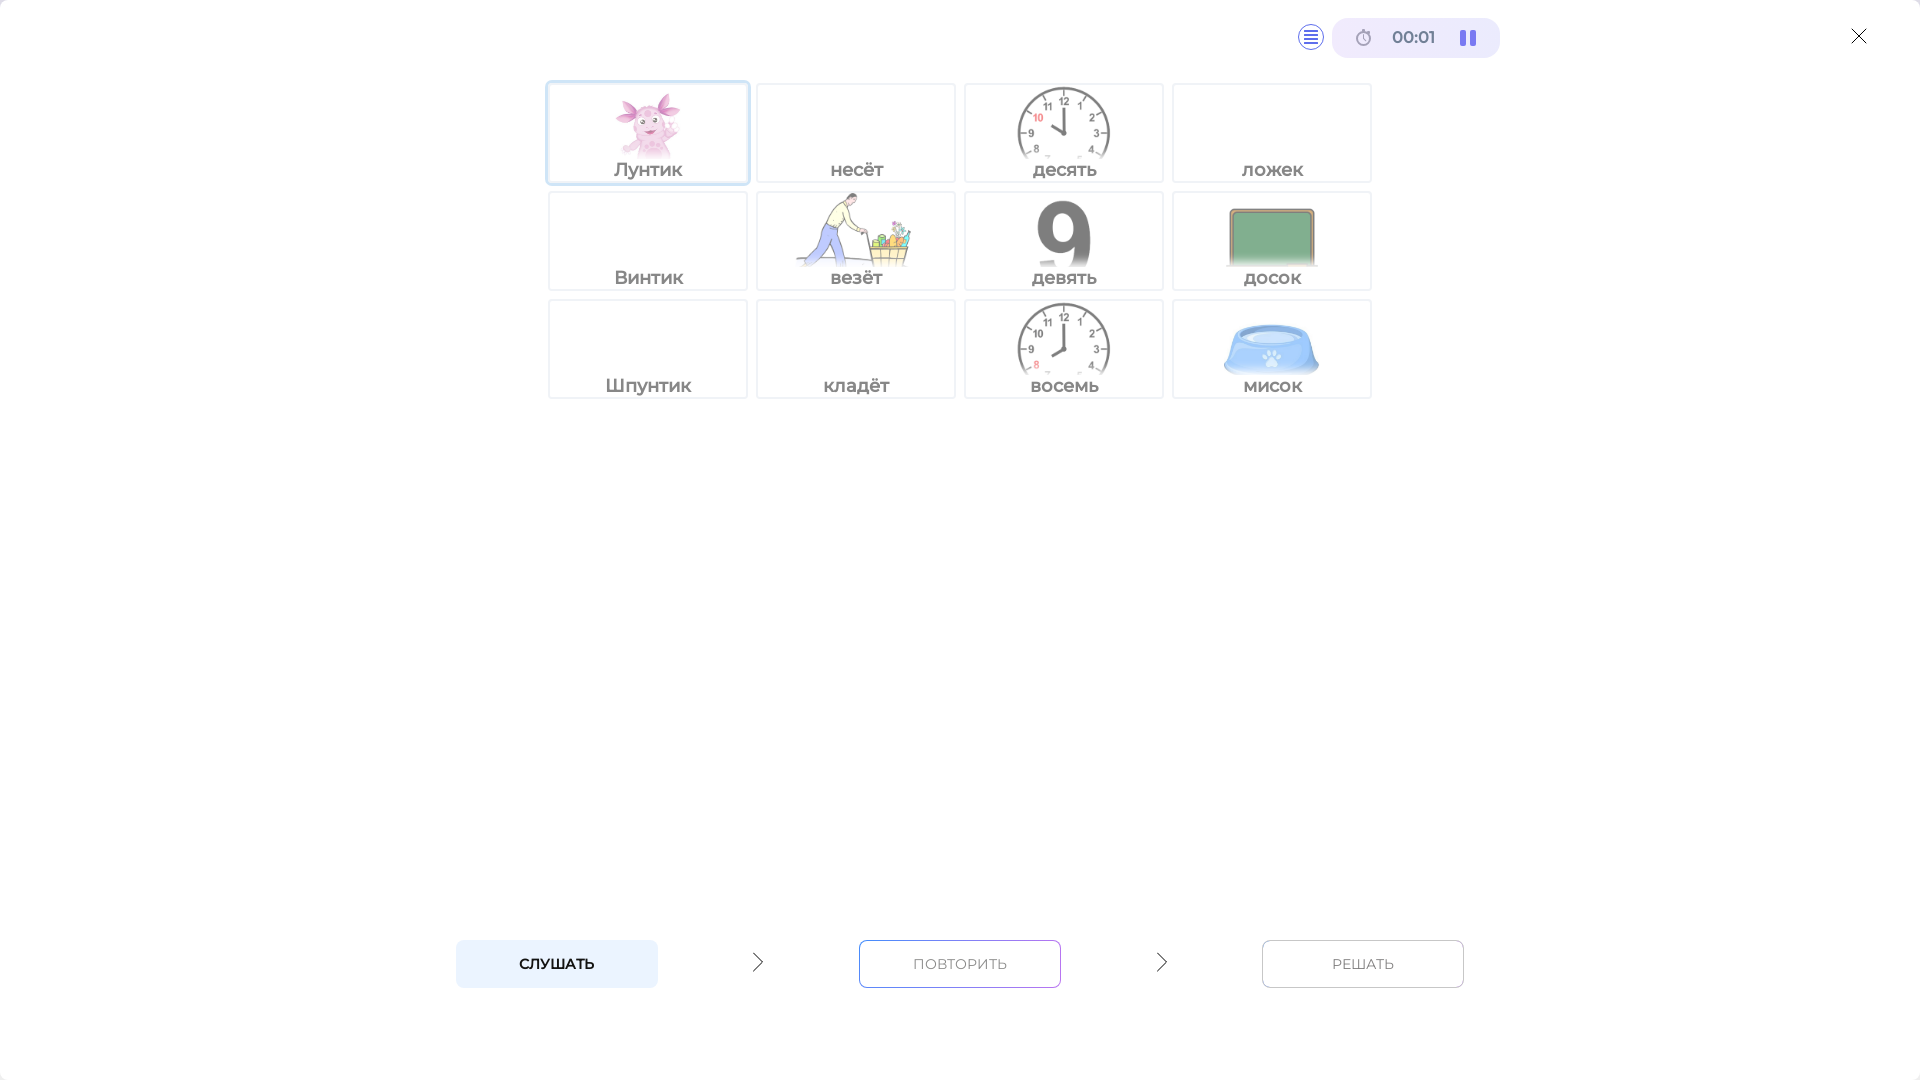 00:01
Лунтик
несёт
десять
ложек
Винтик
везёт
девять
досок
Шпунтик
кладёт
восемь
мисок
СЛУШАТЬ
ПОВТОРИТЬ
РЕШАТЬ